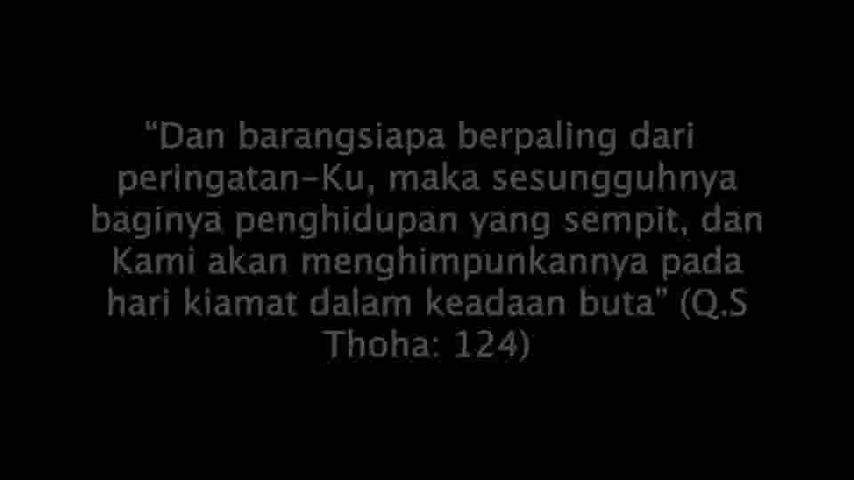 “Dan barangsiapa berpaling dari
peringatan-Ku, maka sesungguhnya
baginya penghidupan yang sempit, dan
Kami akan menghimpunkannya pada
hari kiamat dalam keadaan buta” (Q.S
Thoha: 124)